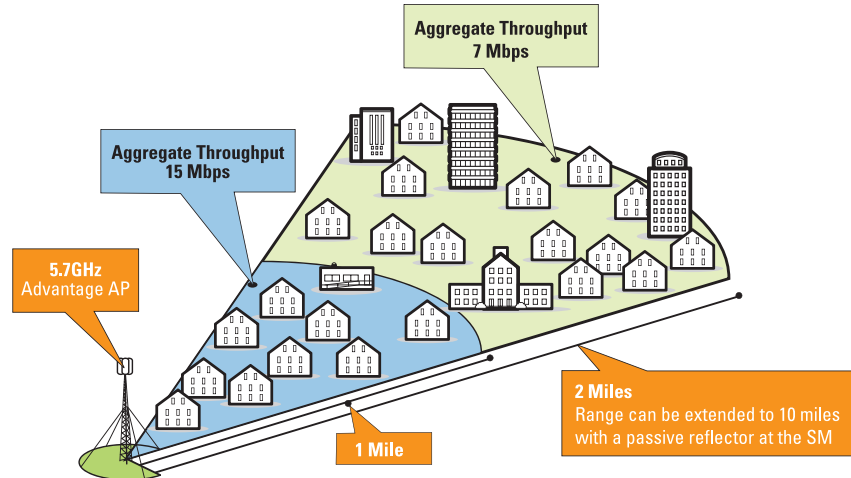 Aggregate Throughput
7 Mbps
Aggregate Throughput
15 Mbps
5.7GHz
Advantage AP
2 Miles
Range can be extended to 10 miles
with a passive reflector at the SM
1 Mile